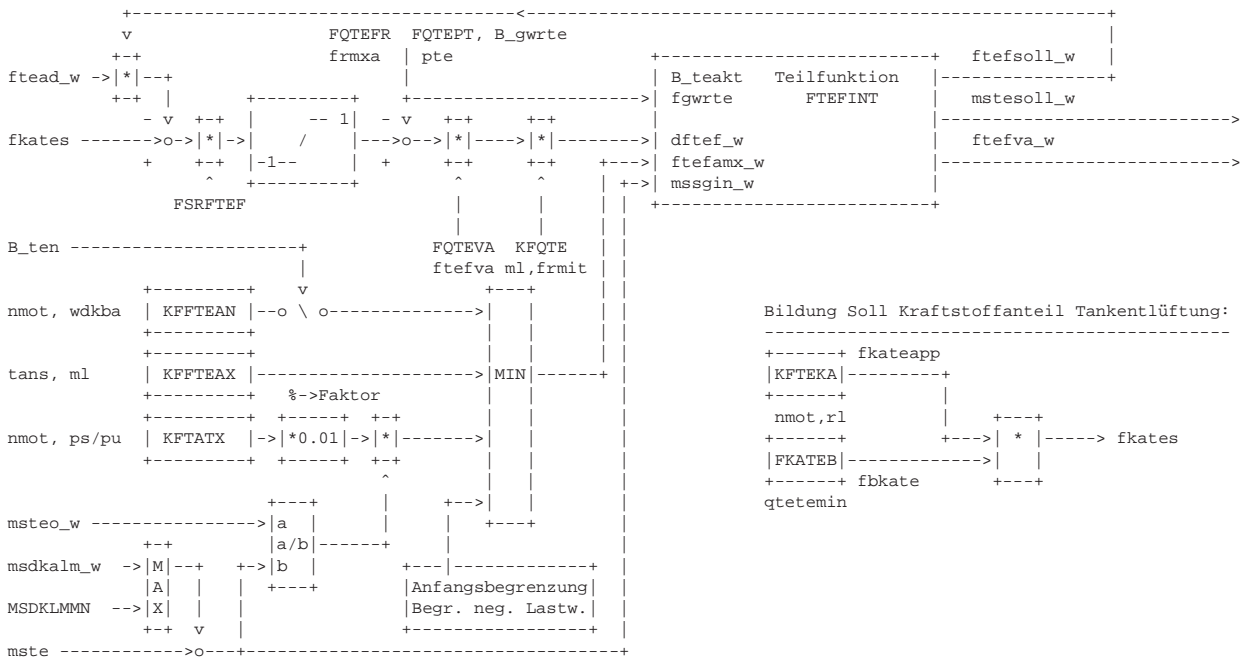 FQTEFR FQTEPT, B_gwrte
frmxa pte ftefsoll_w
ftead_w B_teakt Teilfunktion
fgwrte FTEFINT mstesoll_w
- -- 1 -
fkates / dftef_w ftefva_w
+ -1-- + ftefamx_w
mssgin_w
FSRFTEF
B_ten FQTEVA KFQTE
ftefva ml,frmit
nmot, wdkba KFFTEAN Bildung Soll Kraftstoffanteil Tankentlüftung:
fkateapp
tans, ml KFFTEAX MIN KFTEKA
%->Faktor
nmot,rl
nmot, ps/pu KFTATX *0.01 * * fkates
FKATEB
fbkate
msteo_w a qtetemin
a/b
msdkalm_w M b
A Anfangsbegrenzung
MSDKLMMN X Begr. neg. Lastw.
mste